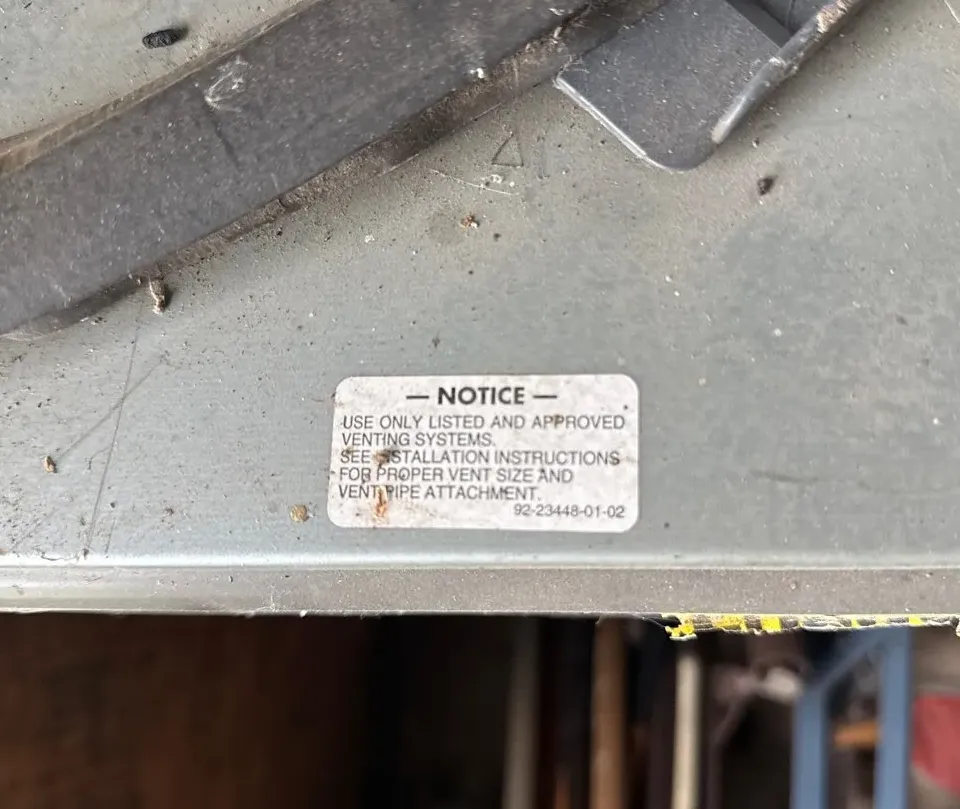 — NOTICE —
USE ONLY LISTED AND APPROVED
VENTING SYSTEMS.
SEE INSTALLATION INSTRUCTIONS
FOR PROPER VENT SIZE AND
VENT PIPE ATTACHMENT.
92-23448-01-02